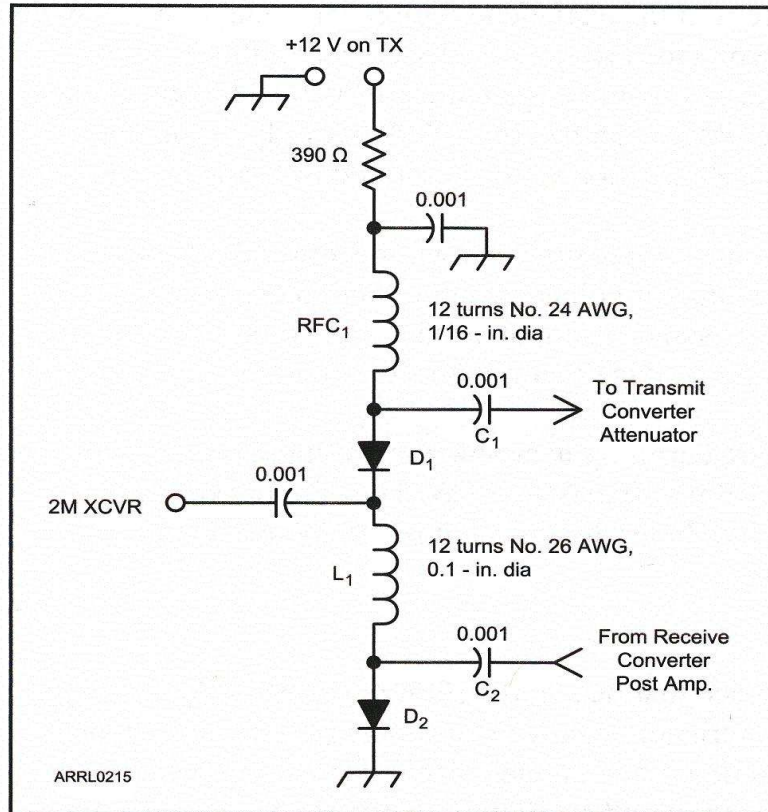 +12 V on TX
390 Ω
0.001
RFC₁
12 turns No. 24 AWG,
1/16 - in. dia
0.001
C₁
To Transmit
Converter
Attenuator
D₁
0.001
2M XCVR
L₁
12 turns No. 26 AWG,
0.1 - in. dia
0.001
C₂
From Receive
Converter
Post Amp.
D₂
ARRL0215